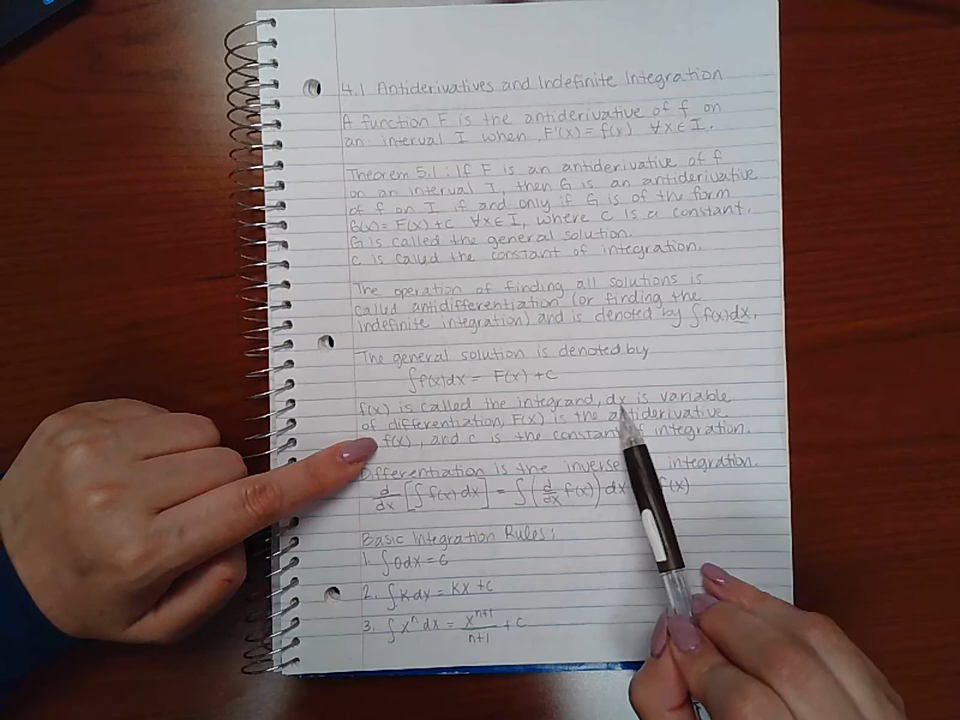 4.1 Antiderivatives and Indefinite Integration
A function F is the antiderivative of f on
an interval I when F'(x) = f(x) ∀x∈I.
Theorem 5.1: If F is an antiderivative of f
on an interval I, then G is an antiderivative
of f on I if and only if G is of the form
G(x) = F(x) + C ∀x∈I, where C is a constant.
G is called the general solution.
C is called the constant of integration.
The operation of finding all solutions is
called antidifferentiation (or finding the
indefinite integration) and is denoted by ∫f(x)dx.
The general solution is denoted by
∫f(x)dx = F(x) + C
f(x) is called the integrand, dx is variable
of differentiation, F(x) is the antiderivative
f(x), and C is the constant of integration.
Differentiation is the inverse integration.
d/dx [∫f(x)dx] = ∫(d/dx f(x)) dx f(x)
Basic Integration Rules:
1. ∫0dx = C
2. ∫K dx = Kx + C
3. ∫x^n dx = x^(n+1)/(n+1) + C